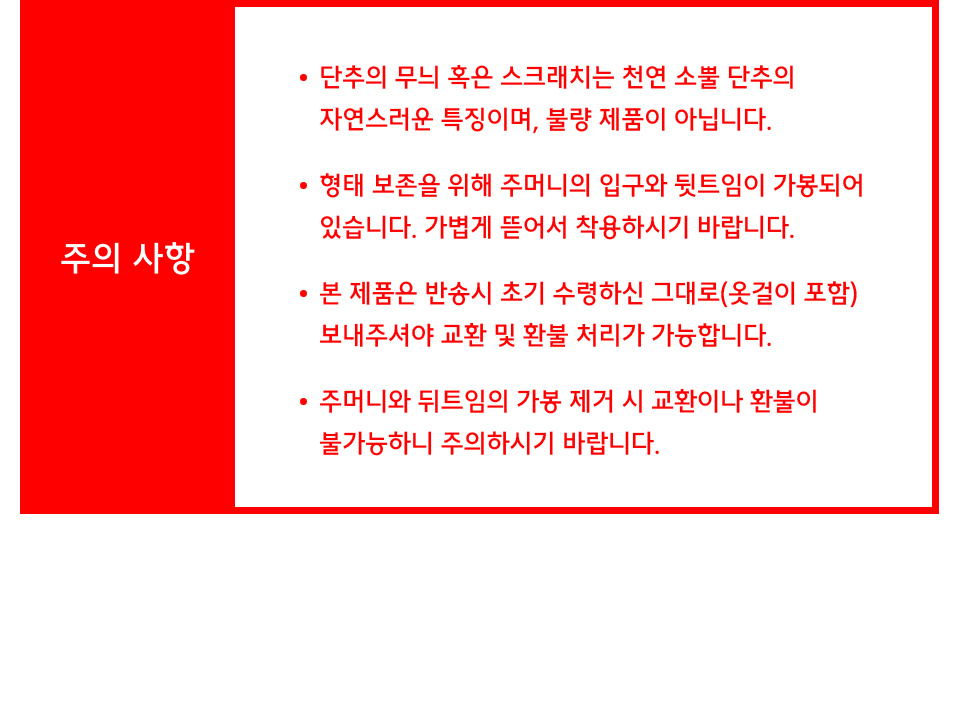 주의 사항
• 단추의 무늬 혹은 스크래치는 천연 소뿔 단추의
자연스러운 특징이며, 불량 제품이 아닙니다.
• 형태 보존을 위해 주머니의 입구와 뒷트임이 가봉되어
있습니다. 가볍게 뜯어서 착용하시기 바랍니다.
• 본 제품은 반송시 초기 수령하신 그대로(옷걸이 포함)
보내주셔야 교환 및 환불 처리가 가능합니다.
• 주머니와 뒤트임의 가봉 제거 시 교환이나 환불이
불가능하니 주의하시기 바랍니다.